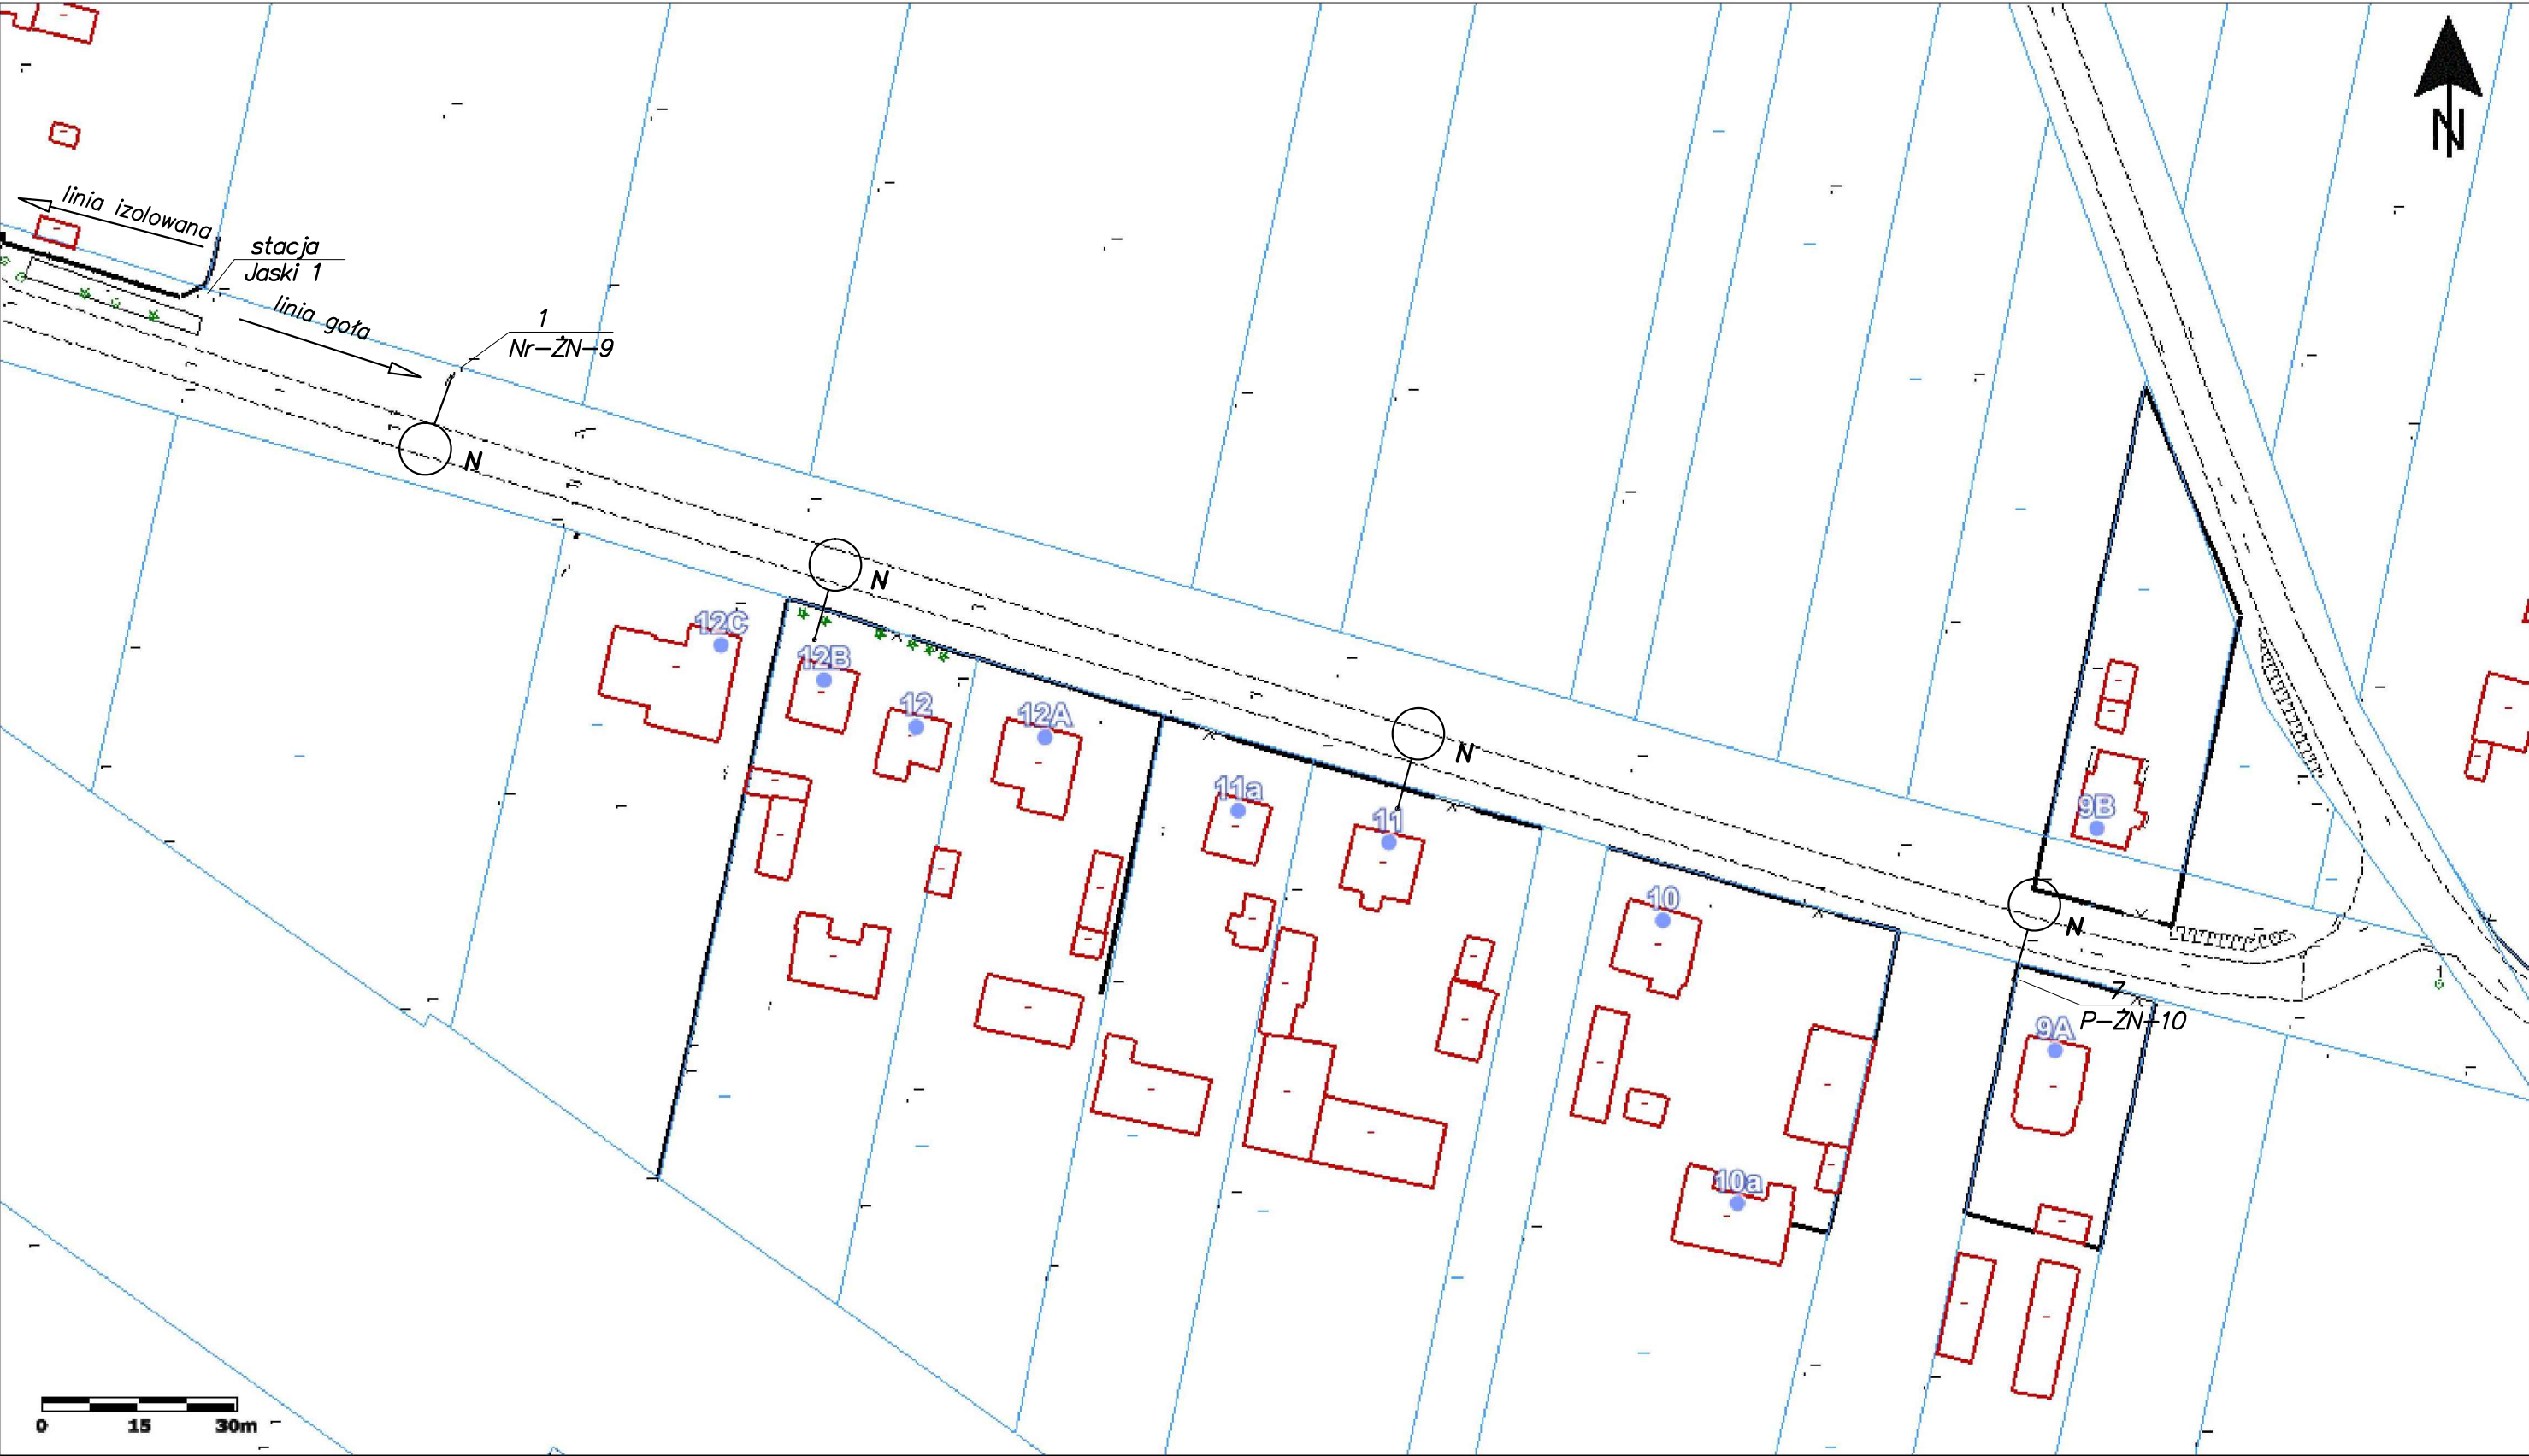 N
linia izolowana
stacja
Jaski 1
linia goła
1
Nr-ŻN-9
N
N
12C
12B
12
12A
N
11a
11
9B
10
N
7
P-ŻN-10
9A
10a
0 15 30m